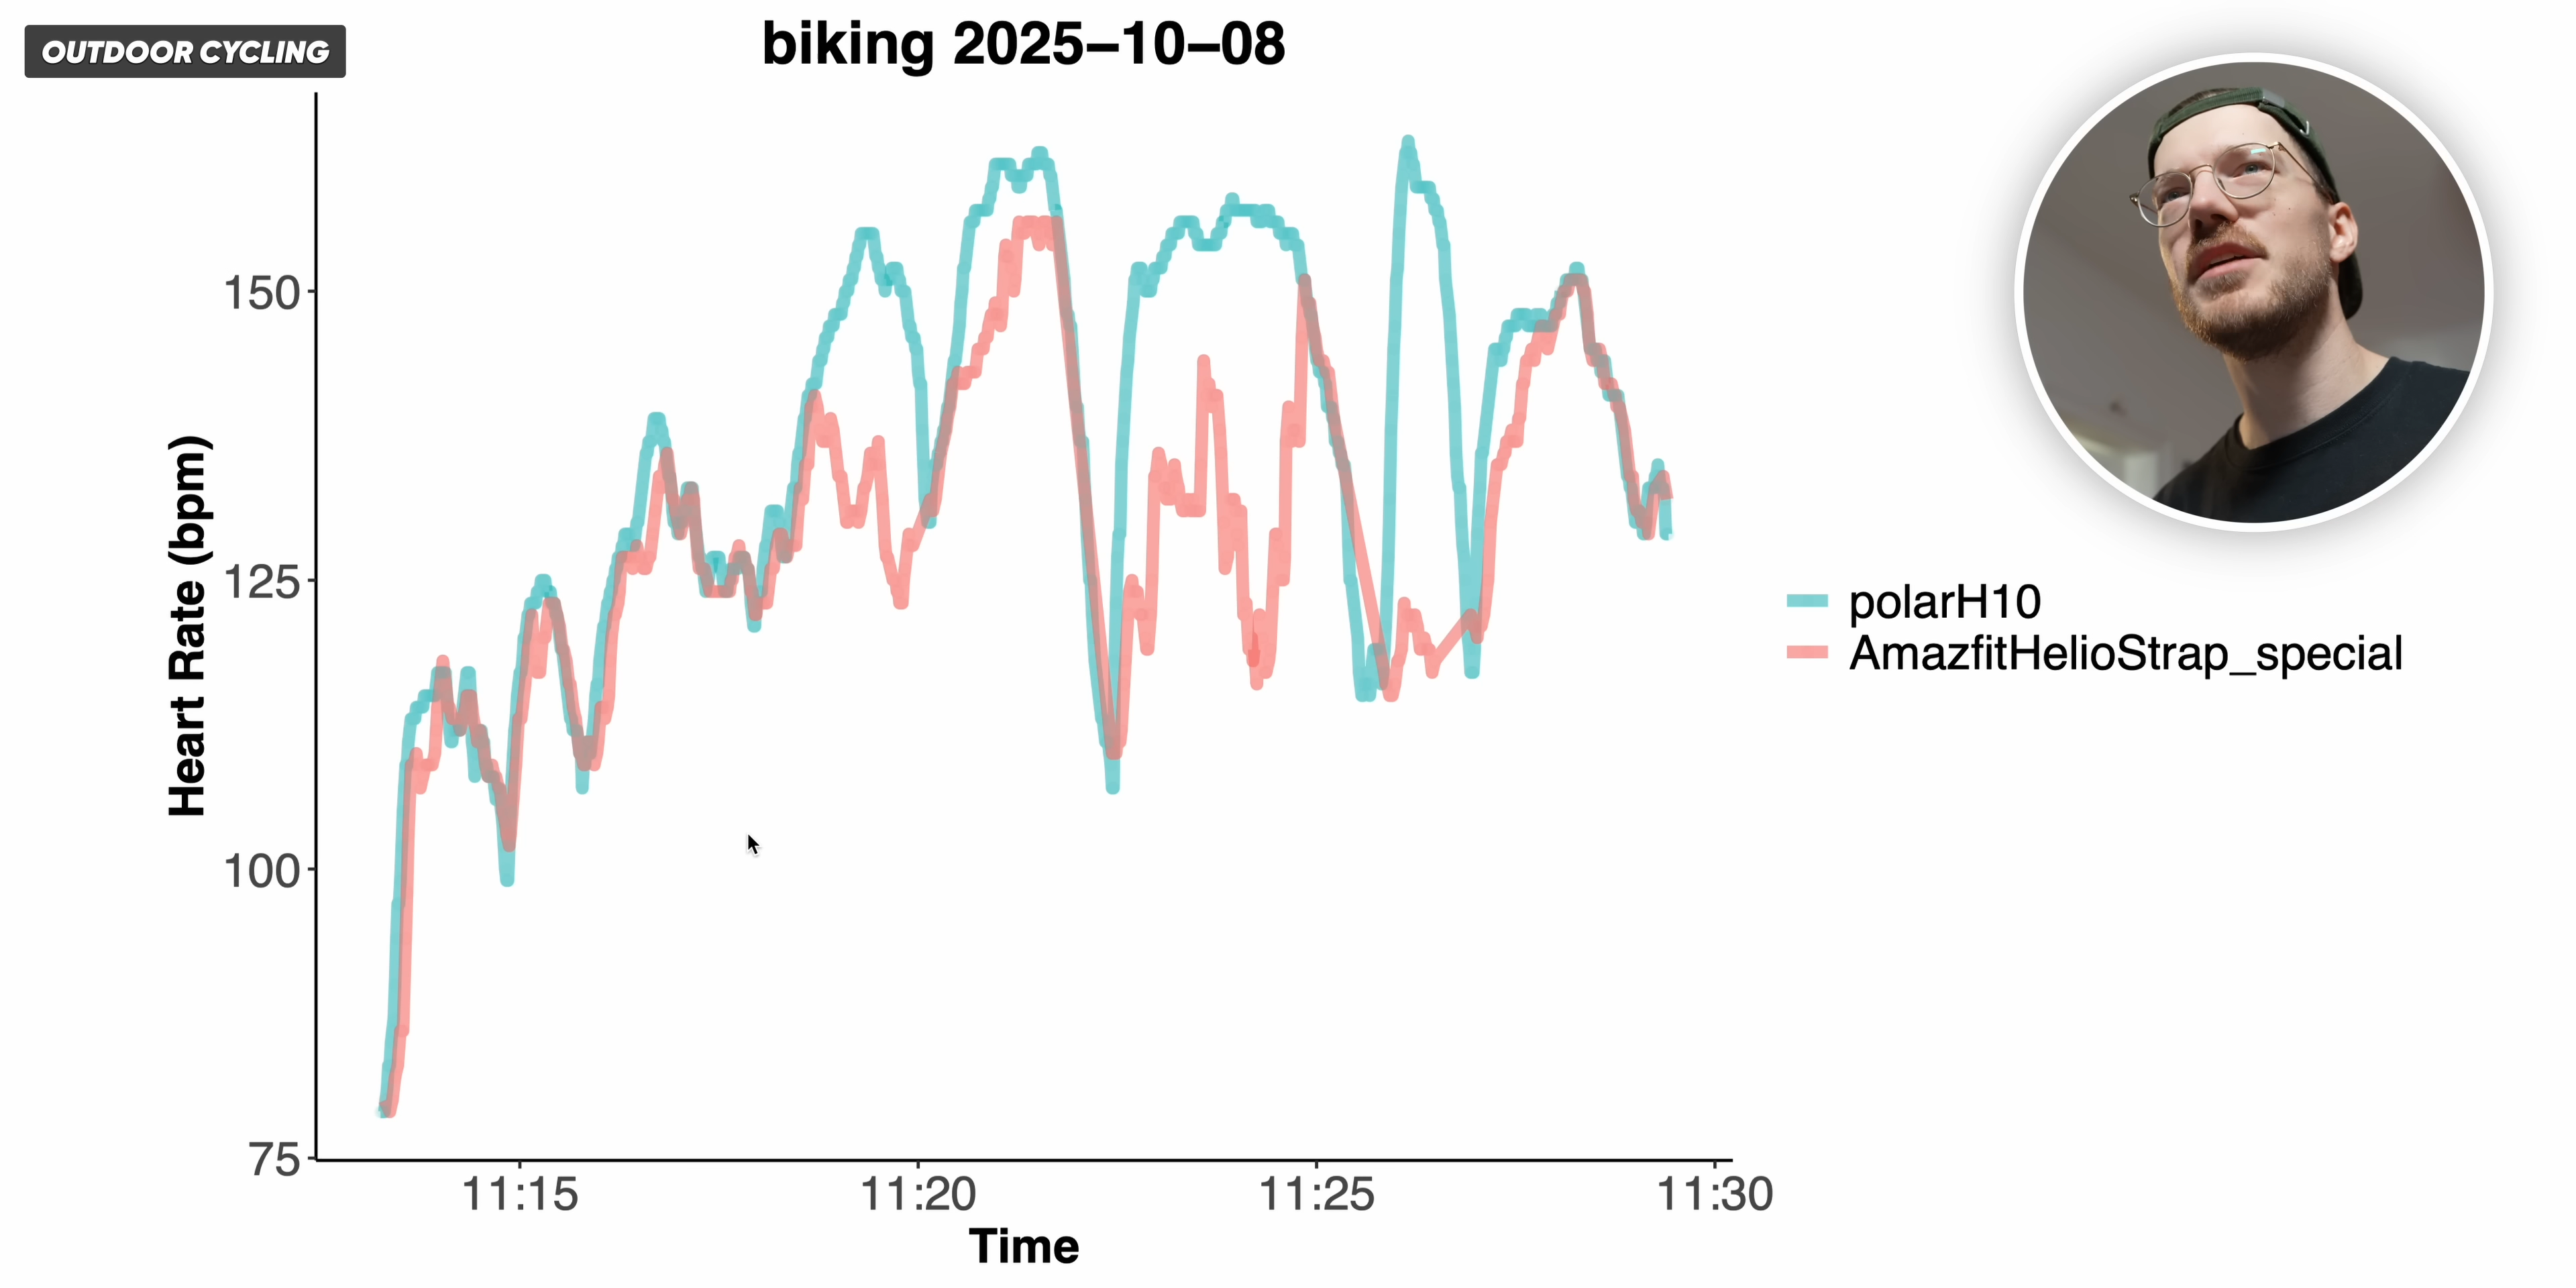 OUTDOOR CYCLING
biking 2025–10–08
Heart Rate (bpm)
150
125
100
75
11:15
11:20
11:25
11:30
Time
polarH10
AmazfitHelioStrap_special